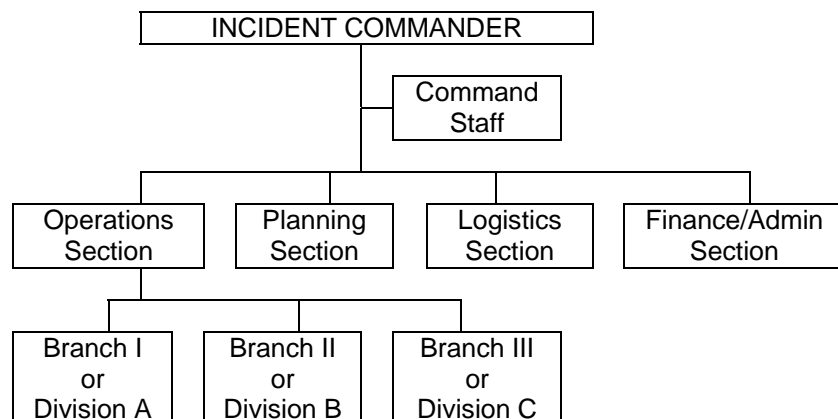 INCIDENT COMMANDER
Command
Staff
Operations
Section
Planning
Section
Logistics
Section
Finance/Admin
Section
Branch I
or
Division A
Branch II
or
Division B
Branch III
or
Division C